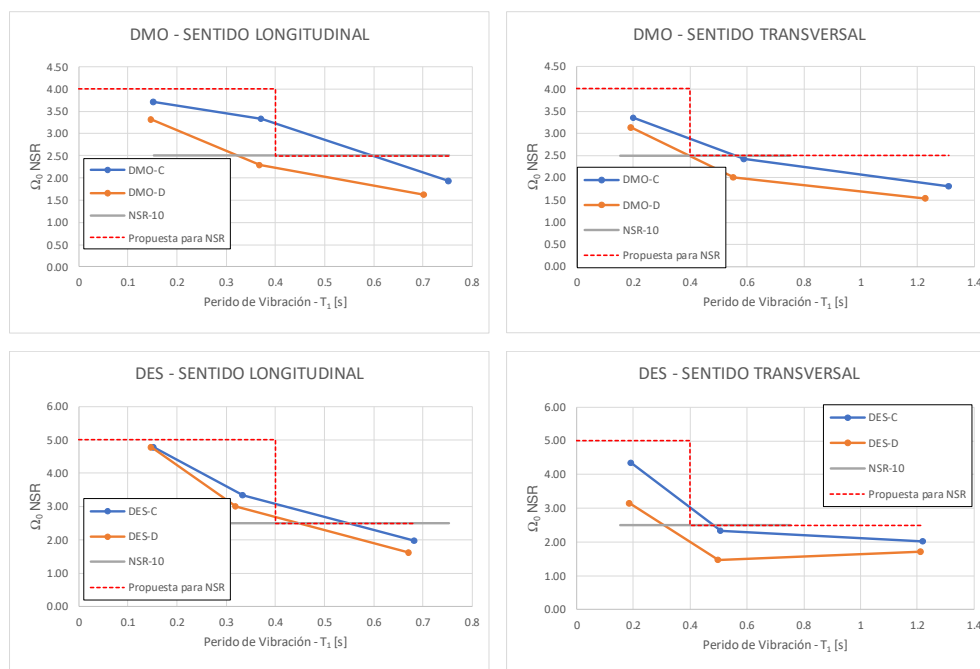 DMO - SENTIDO LONGITUDINAL
4.50
4.00
3.50
3.00
2.50
2.00
1.50
1.00
0.50
0.00
Ω₀ NSR
DMO-C
DMO-D
NSR-10
Propuesta para NSR
0 0.1 0.2 0.3 0.4 0.5 0.6 0.7 0.8
Perido de Vibración - T₁ [s]
DMO - SENTIDO TRANSVERSAL
4.50
4.00
3.50
3.00
2.50
2.00
1.50
1.00
0.50
0.00
Ω₀ NSR
DMO-C
DMO-D
NSR-10
Propuesta para NSR
0 0.2 0.4 0.6 0.8 1 1.2 1.4
Perido de Vibración - T₁ [s]
DES - SENTIDO LONGITUDINAL
6.00
5.00
4.00
3.00
2.00
1.00
0.00
Ω₀ NSR
DES-C
DES-D
NSR-10
Propuesta para NSR
0 0.1 0.2 0.3 0.4 0.5 0.6 0.7 0.8
Perido de Vibración - T₁ [s]
DES - SENTIDO TRANSVERSAL
6.00
5.00
4.00
3.00
2.00
1.00
0.00
Ω₀ NSR
DES-C
DES-D
NSR-10
Propuesta para NSR
0 0.2 0.4 0.6 0.8 1 1.2 1.4
Perido de Vibración - T₁ [s]